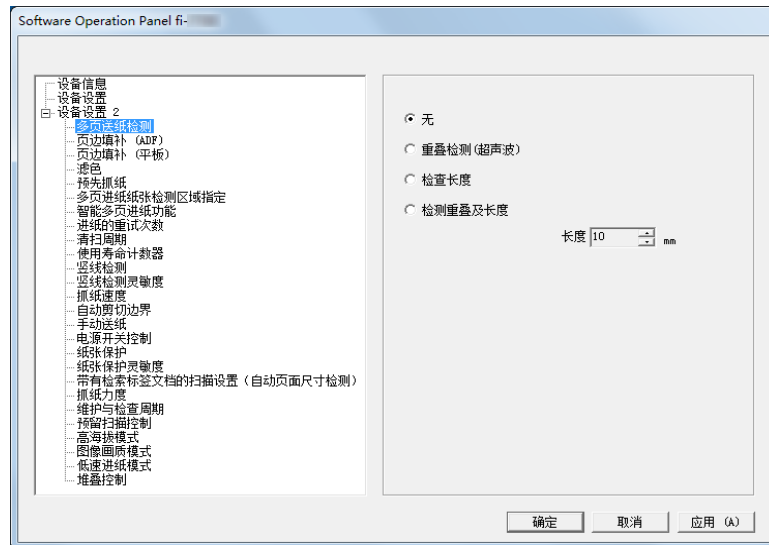 Software Operation Panel fi-
设备信息
设备设置
设备设置 2
多页送纸检测
页边填补 (ADF)
页边填补 (平板)
滤色
预先抓纸
多页进纸纸张检测区域指定
智能多页进纸功能
进纸的重试次数
清扫周期
使用寿命计数器
竖线检测
竖线检测灵敏度
抓纸速度
自动剪切边界
手动送纸
电源开关控制
纸张保护
纸张保护灵敏度
带有检索标签文档的扫描设置（自动页面尺寸检测）
抓纸力度
维护与检查周期
预留扫描控制
高海拔模式
图像画质模式
低速进纸模式
堆叠控制
无
重叠检测(超声波)
检查长度
检测重叠及长度
长度 10 mm
确定 取消 应用 (A)